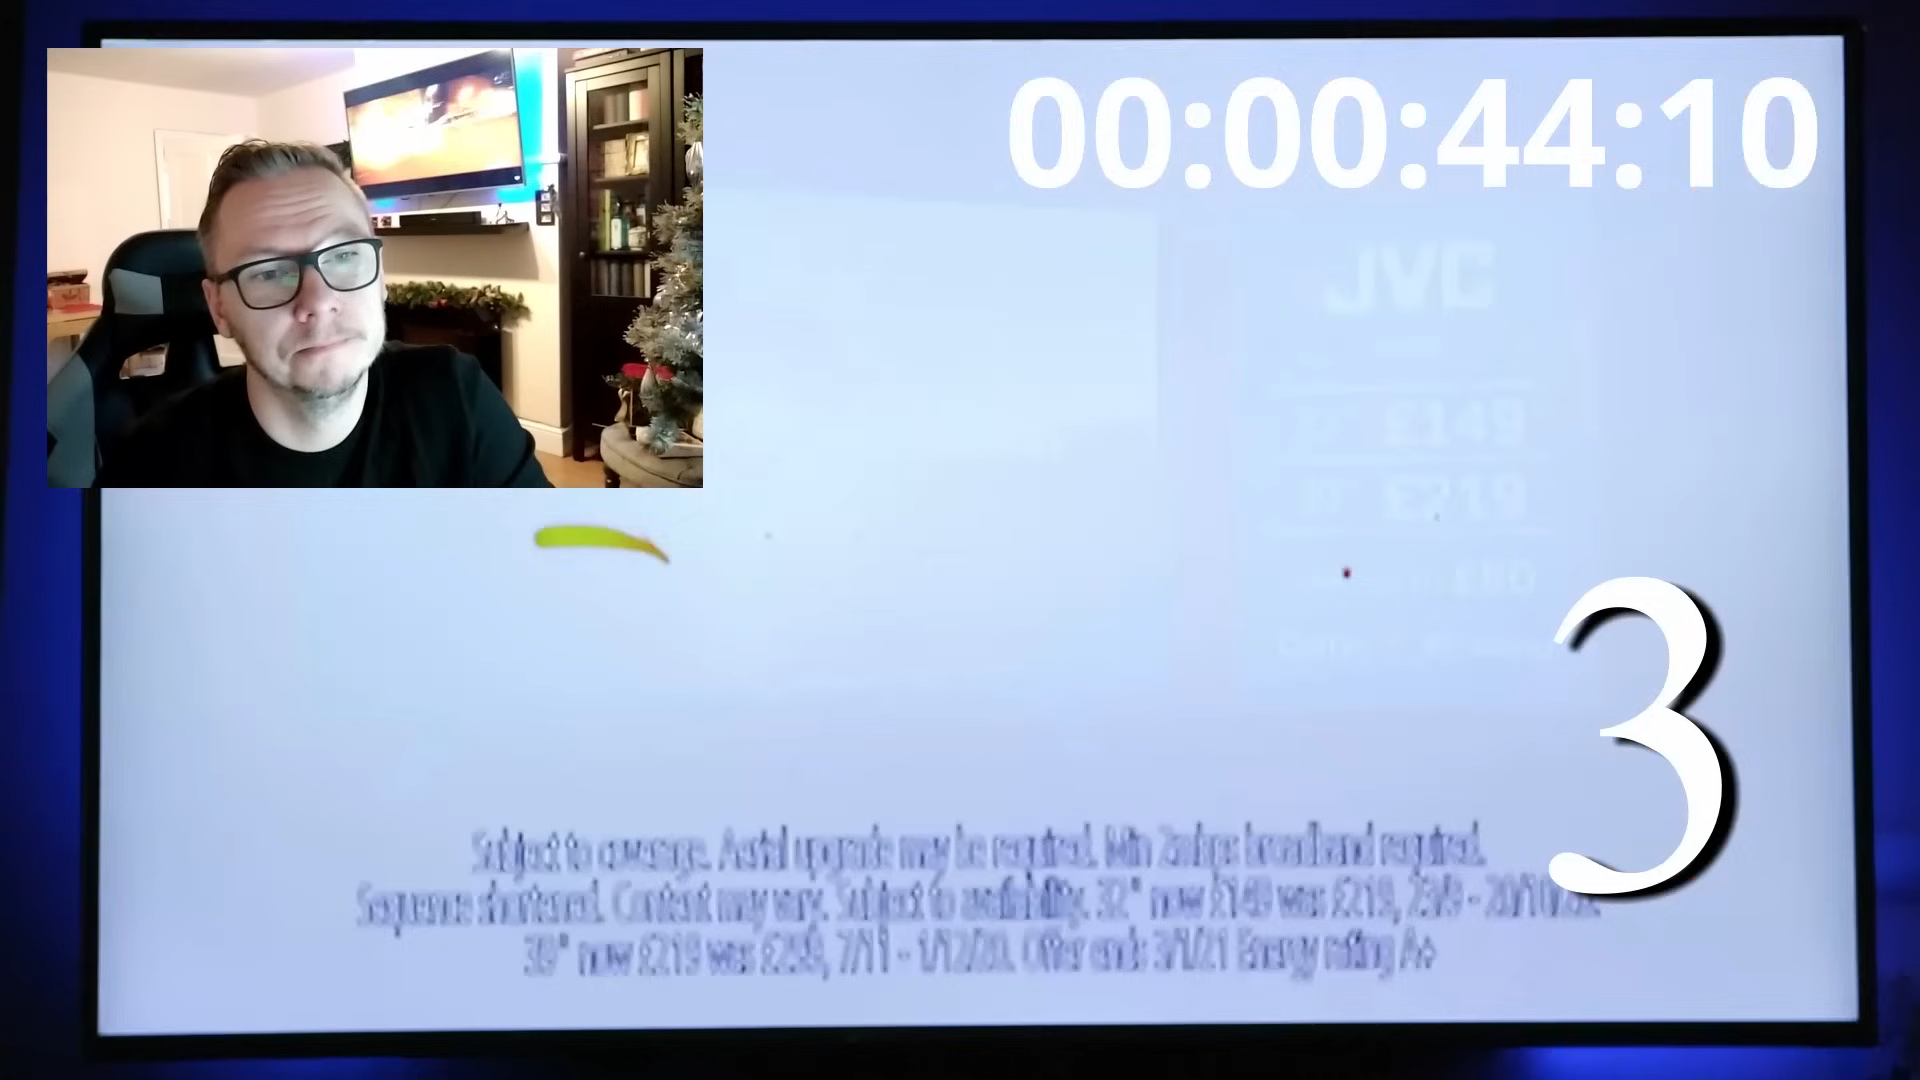 00:00:44:10
JVC
£149
£219
3
Subject to coverage. Aerial upgrade may be required. Min 2mbps broadband required.
Sequence shortened. Content may vary. Subject to availability. 32" now £149 was £219, 23/9 - 20/10/20.
39" now £219 was £259, 7/11 - 1/12/20. Offer ends 3/1/21 Energy rating A+